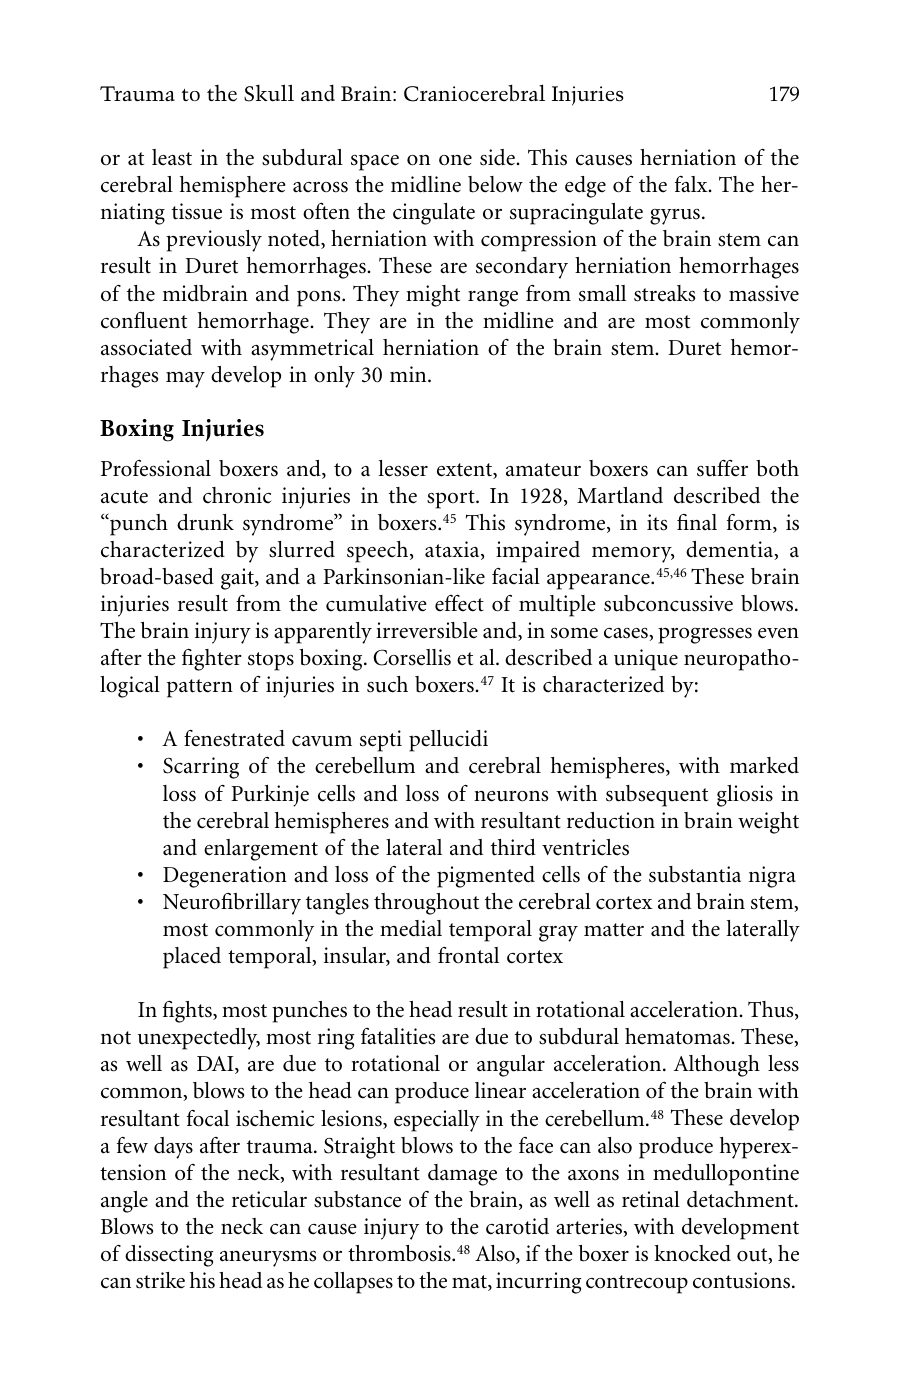 Trauma to the Skull and Brain: Craniocerebral Injuries 179
or at least in the subdural space on one side. This causes herniation of the
cerebral hemisphere across the midline below the edge of the falx. The her-
niating tissue is most often the cingulate or supracingulate gyrus.
As previously noted, herniation with compression of the brain stem can
result in Duret hemorrhages. These are secondary herniation hemorrhages
of the midbrain and pons. They might range from small streaks to massive
confluent hemorrhage. They are in the midline and are most commonly
associated with asymmetrical herniation of the brain stem. Duret hemor-
rhages may develop in only 30 min.
Boxing Injuries
Professional boxers and, to a lesser extent, amateur boxers can suffer both
acute and chronic injuries in the sport. In 1928, Martland described the
“punch drunk syndrome” in boxers.45 This syndrome, in its final form, is
characterized by slurred speech, ataxia, impaired memory, dementia, a
broad-based gait, and a Parkinsonian-like facial appearance.45,46 These brain
injuries result from the cumulative effect of multiple subconcussive blows.
The brain injury is apparently irreversible and, in some cases, progresses even
after the fighter stops boxing. Corsellis et al. described a unique neuropatho-
logical pattern of injuries in such boxers.47 It is characterized by:
• A fenestrated cavum septi pellucidi
• Scarring of the cerebellum and cerebral hemispheres, with marked
loss of Purkinje cells and loss of neurons with subsequent gliosis in
the cerebral hemispheres and with resultant reduction in brain weight
and enlargement of the lateral and third ventricles
• Degeneration and loss of the pigmented cells of the substantia nigra
• Neurofibrillary tangles throughout the cerebral cortex and brain stem,
most commonly in the medial temporal gray matter and the laterally
placed temporal, insular, and frontal cortex
In fights, most punches to the head result in rotational acceleration. Thus,
not unexpectedly, most ring fatalities are due to subdural hematomas. These,
as well as DAI, are due to rotational or angular acceleration. Although less
common, blows to the head can produce linear acceleration of the brain with
resultant focal ischemic lesions, especially in the cerebellum.48 These develop
a few days after trauma. Straight blows to the face can also produce hyperex-
tension of the neck, with resultant damage to the axons in medullopontine
angle and the reticular substance of the brain, as well as retinal detachment.
Blows to the neck can cause injury to the carotid arteries, with development
of dissecting aneurysms or thrombosis.48 Also, if the boxer is knocked out, he
can strike his head as he collapses to the mat, incurring contrecoup contusions.